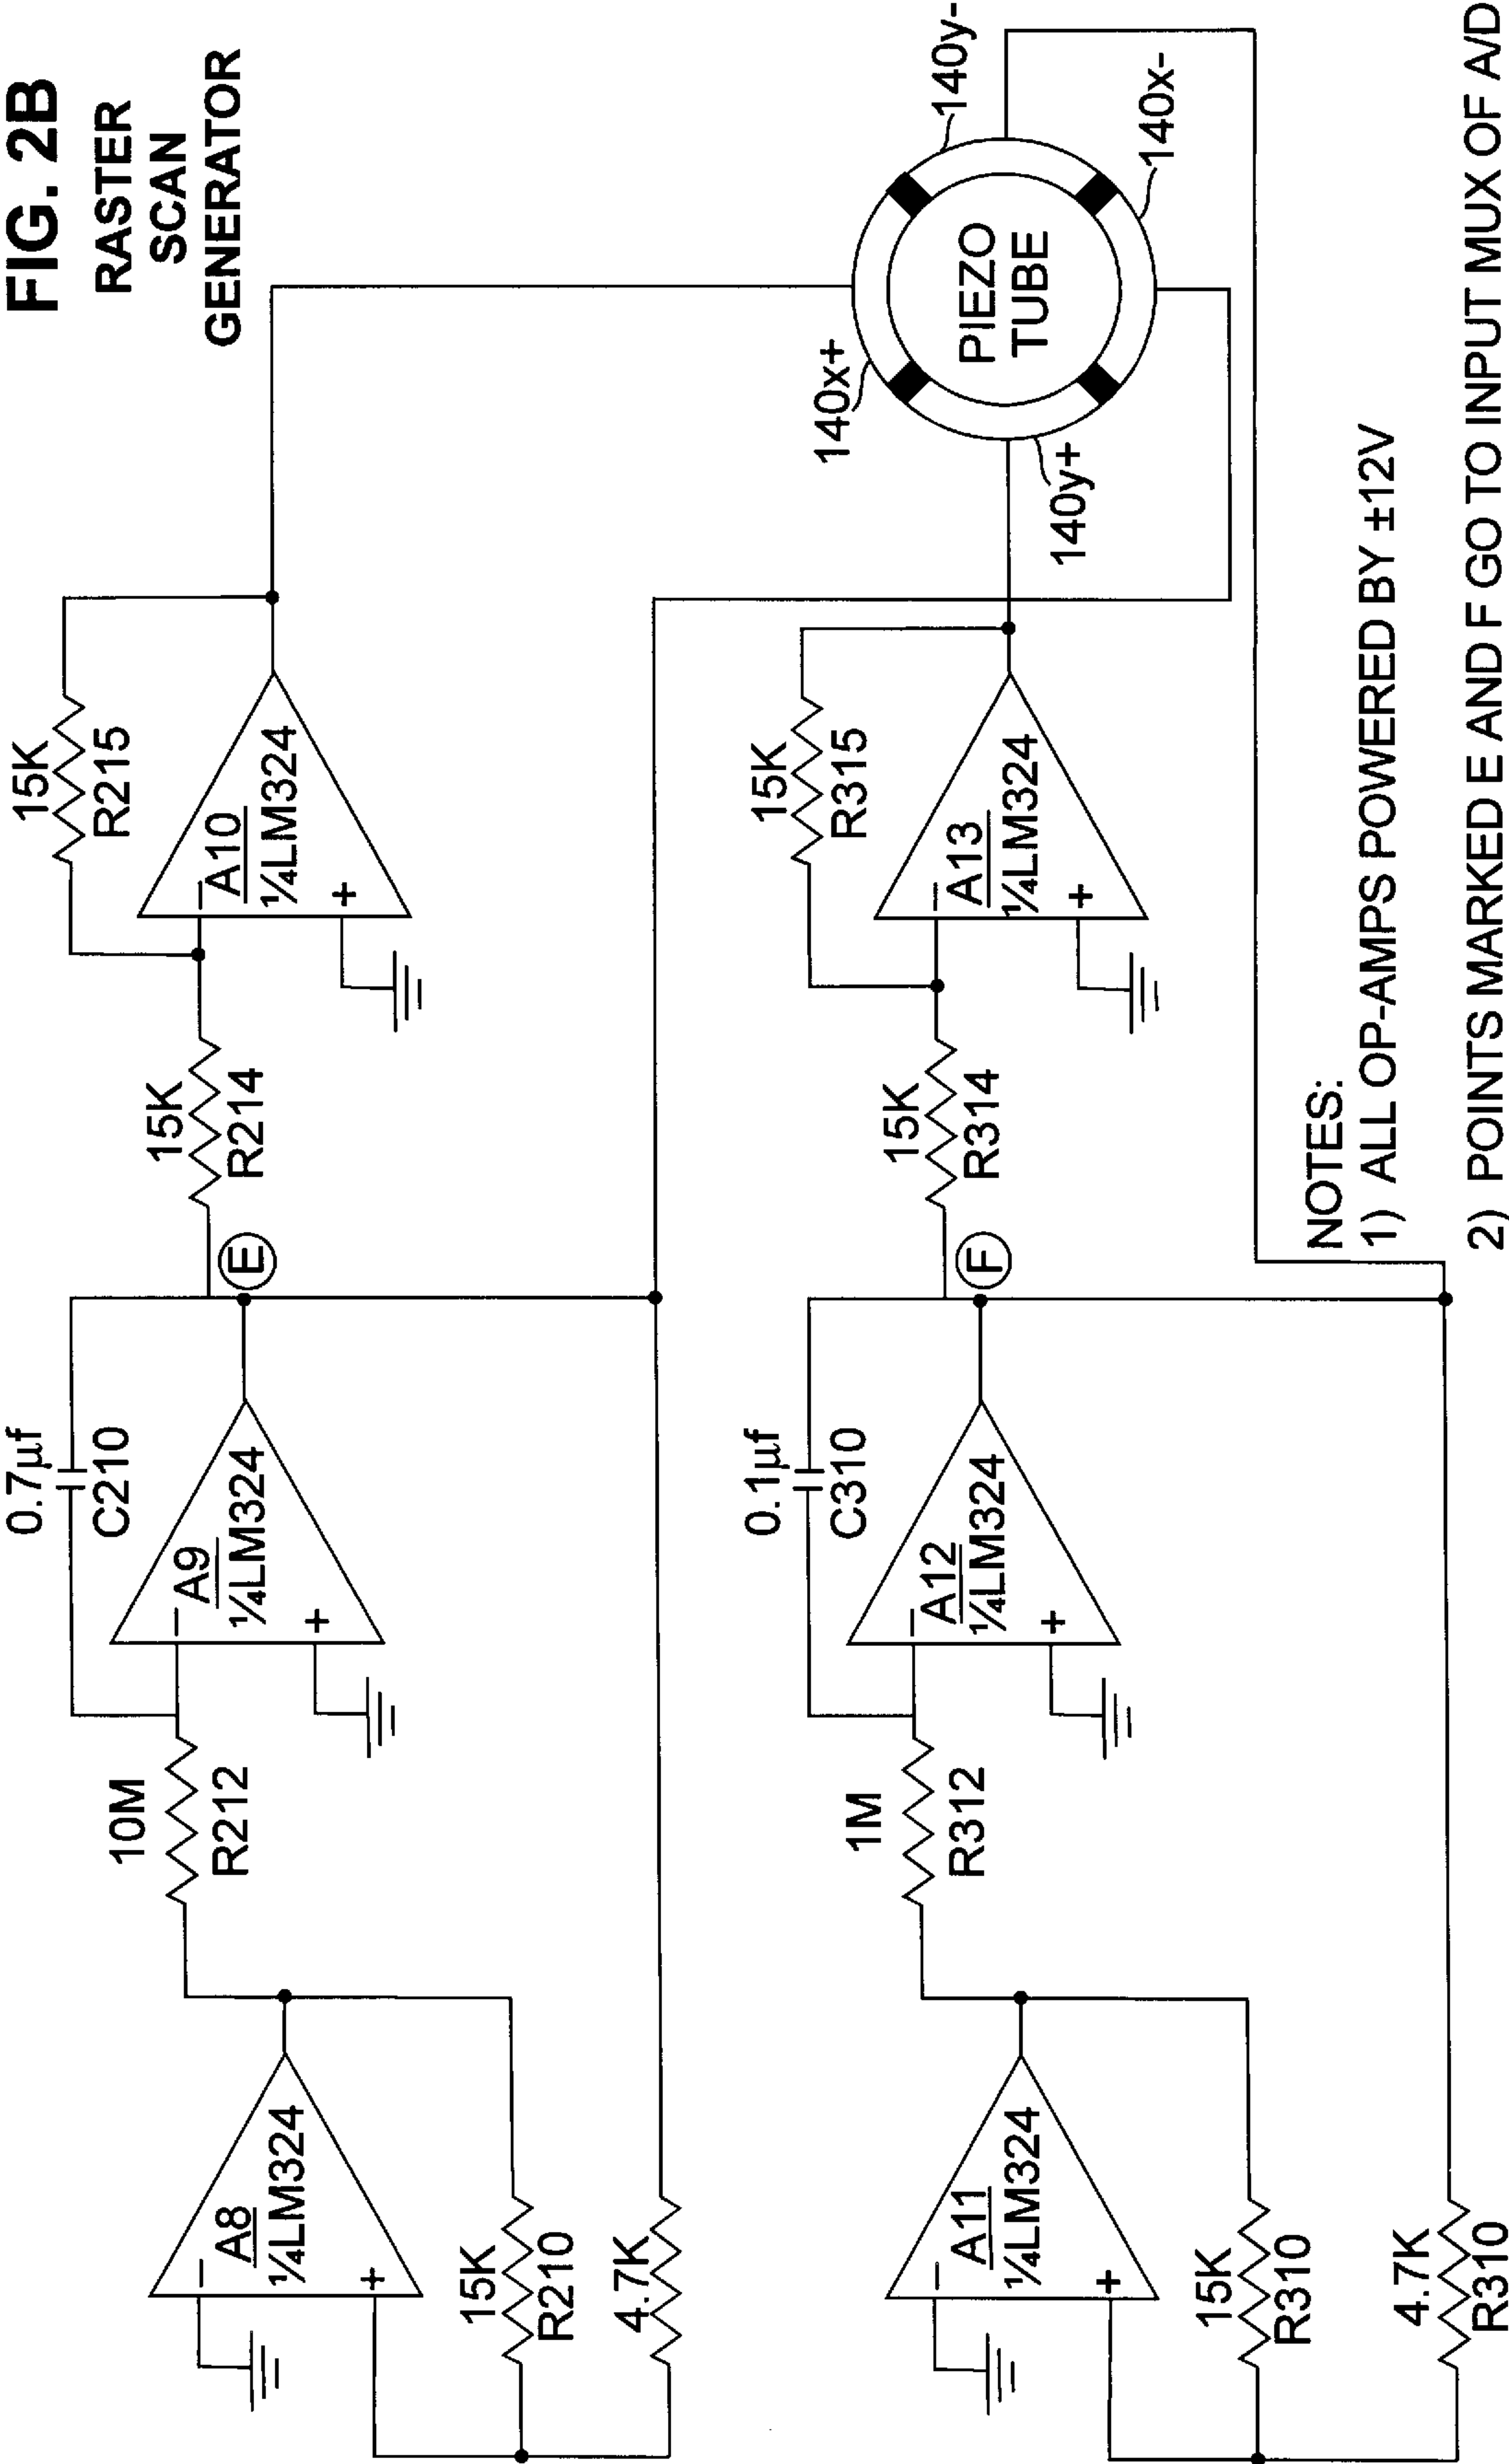 FIG. 2B
RASTER
SCAN
GENERATOR
0.7µf
C210
15K
R215
A8
¼LM324
10M
R212
A9
¼LM324
E
15K
R214
A10
¼LM324
15K
R210
4.7K
0.1µf
C310
15K
R315
A11
¼LM324
1M
R312
A12
¼LM324
F
15K
R314
A13
¼LM324
15K
R310
4.7K
R310
140x+
140y-
PIEZO
TUBE
140y+
140x-
NOTES:
1) ALL OP-AMPS POWERED BY ±12V
2) POINTS MARKED E AND F GO TO INPUT MUX OF A/D